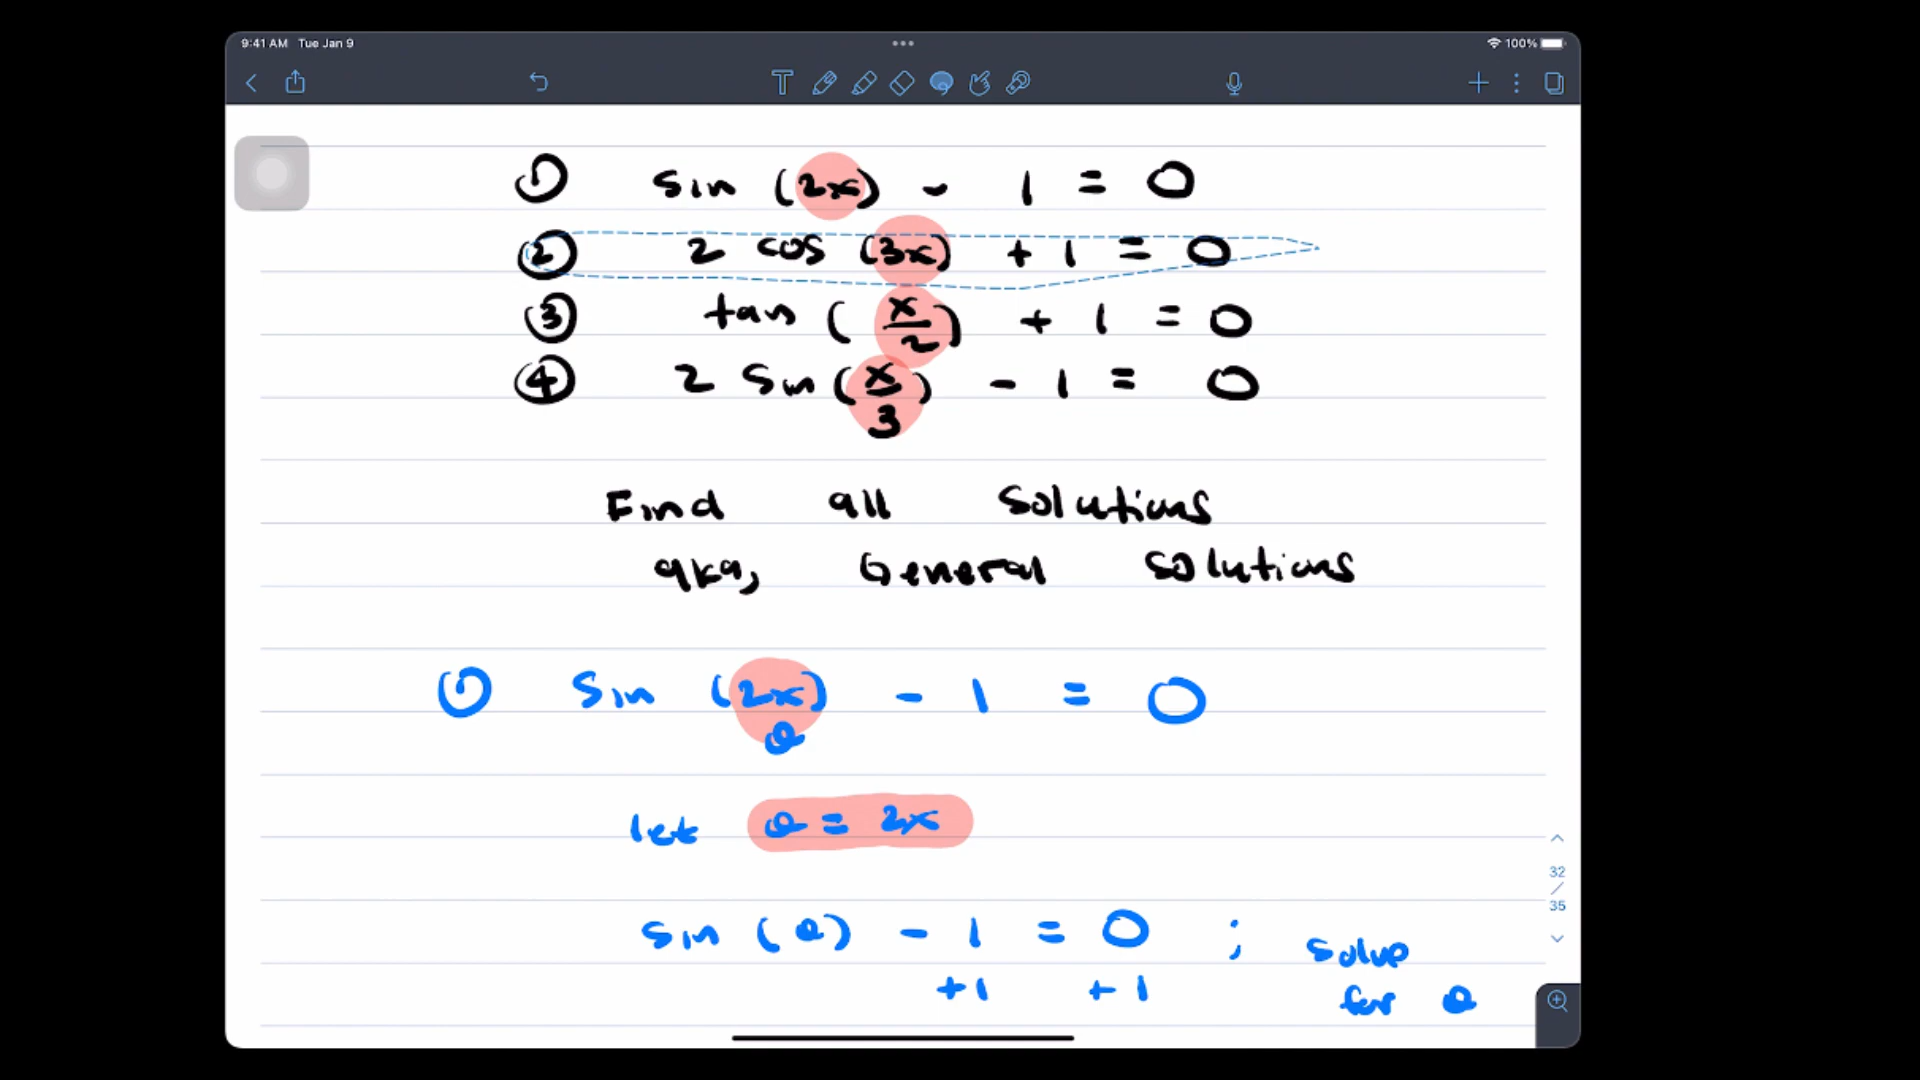 9:41 AM Tue Jan 9
100%
① sin (2x) - 1 = 0
② 2 cos (3x) + 1 = 0
③ tan (x/2) + 1 = 0
④ 2 sin (x/3) - 1 = 0
Find all solutions
aka, General solutions
① sin (2x) - 1 = 0
θ
let θ = 2x
sin (θ) - 1 = 0 ; solve
+1 +1 for θ
32
/
35